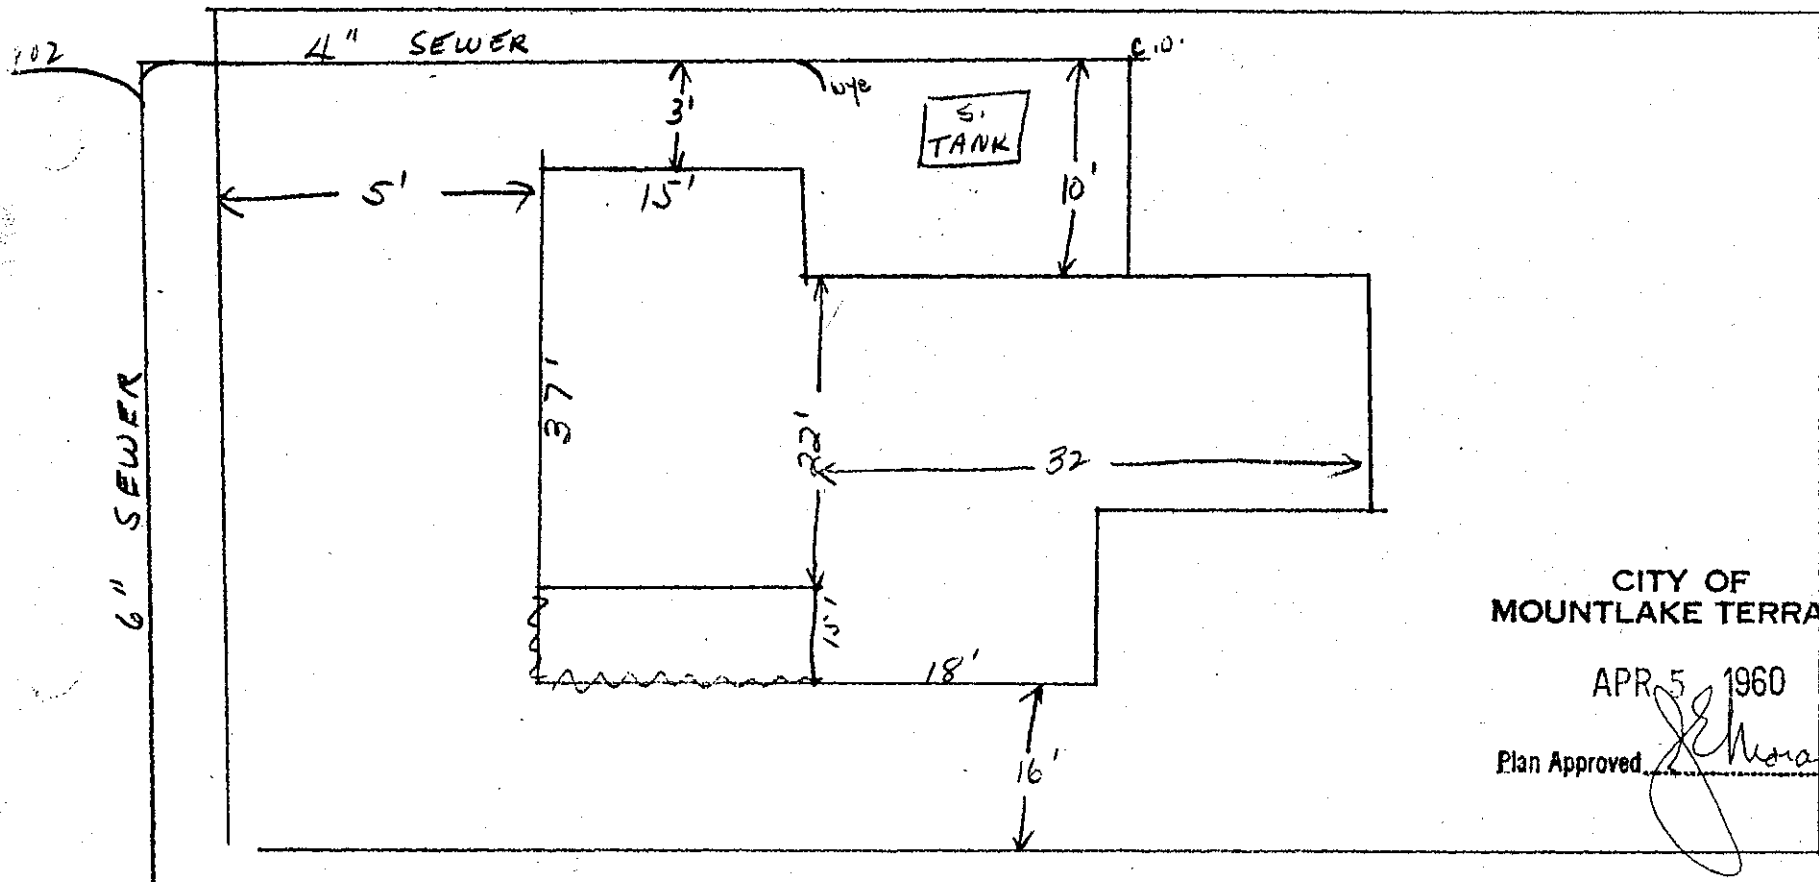 102
4" SEWER
C.O.
wye
3'
S.
TANK
5'
15'
10'
37'
22'
32
6" SEWER
15'
18'
16'
CITY OF
MOUNTLAKE TERRA
APR 5 1960
Plan Approved